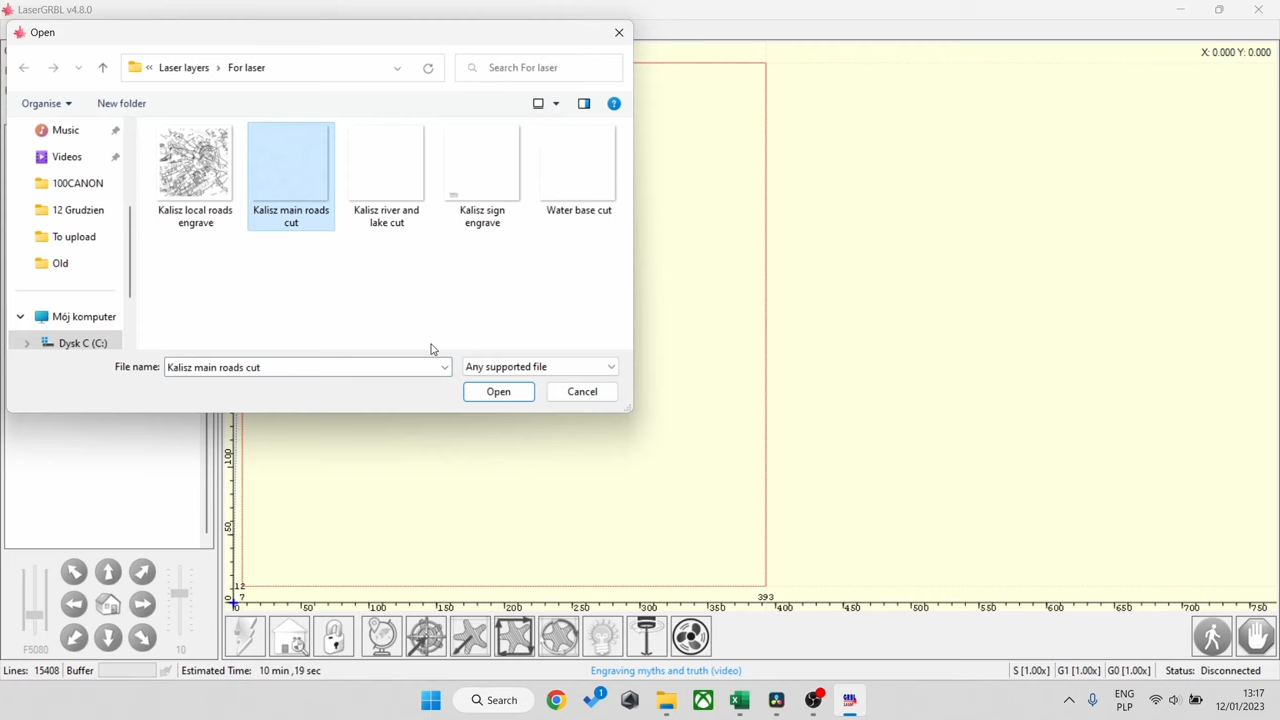 LaserGRBL v4.8.0
Open
X: 0.000 Y: 0.000
« Laser layers › For laser
Search For laser
Organise
New folder
Music
Videos
100CANON
12 Grudzien
To upload
Old
Mój komputer
Dysk C (C:)
Kalisz local roads engrave
Kalisz main roads cut
Kalisz river and lake cut
Kalisz sign engrave
Water base cut
File name: Kalisz main roads cut
Any supported file
Open
Cancel
100
50
12
0
0 7 50 100 150 200 250 300 350 393 400 450 500 550 600 650 700 750
F5080
10
Lines: 15408 Buffer Estimated Time: 10 min ,19 sec
Engraving myths and truth (video)
S [1.00x] G1 [1.00x] G0 [1.00x] Status: Disconnected
Search
1
GRBL
LASER
ENG
PLP
13:17
12/01/2023